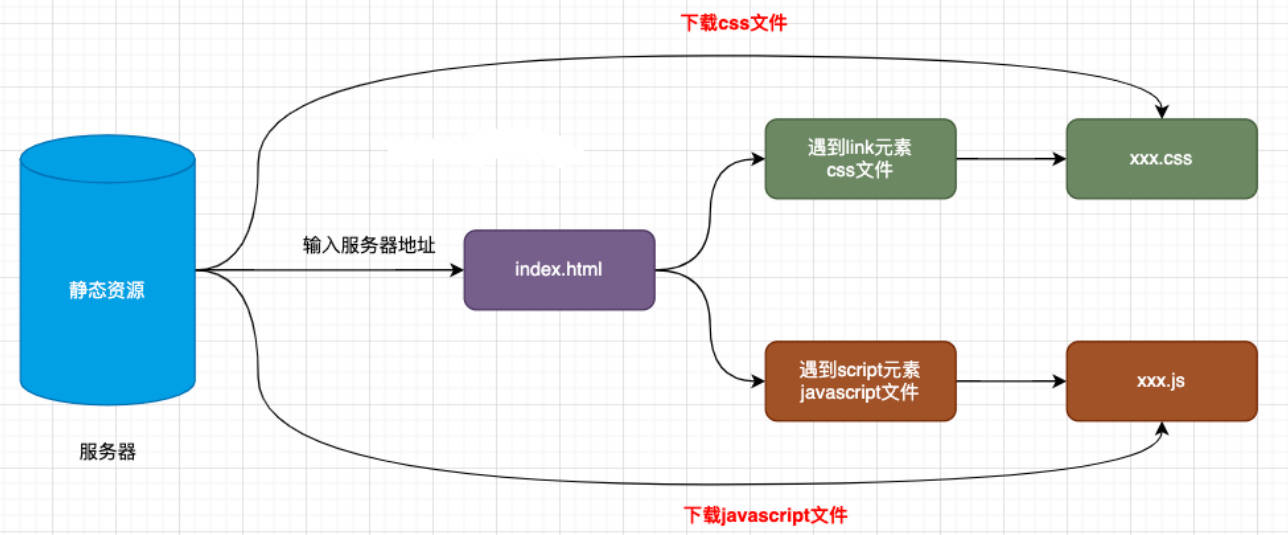 下载css文件
遇到link元素
css文件
xxx.css
输入服务器地址
index.html
静态资源
遇到script元素
javascript文件
xxx.js
服务器
下载javascript文件